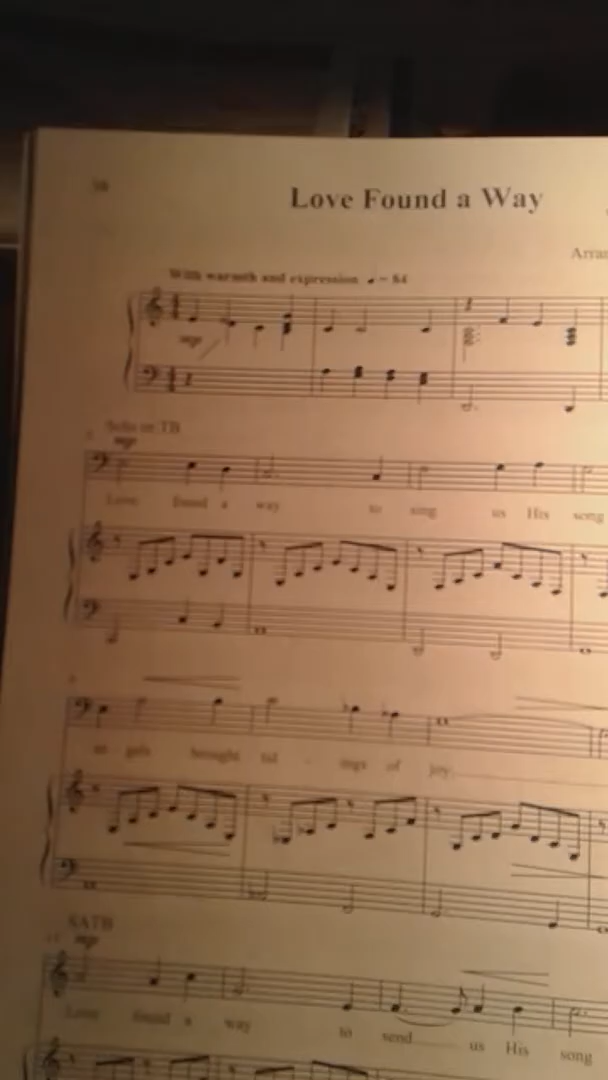 Love Found a Way
Arran
With warmth and expression ♩ = 84
mp
Solo or TB
mp
Love found a way to sing us His song
gels brought tid - ings of joy,
SATB
mp
Love found a way to send us His song